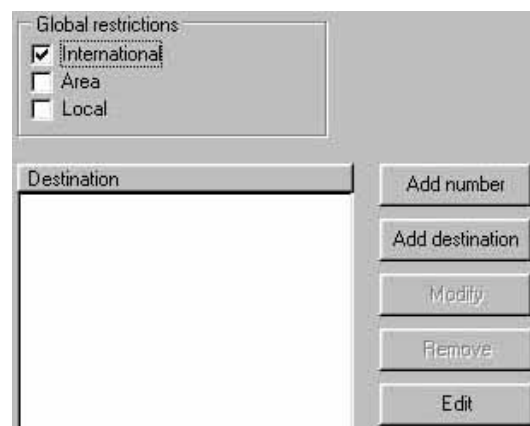 Global restrictions
International
Area
Local
Destination
Add number
Add destination
Modify
Remove
Edit